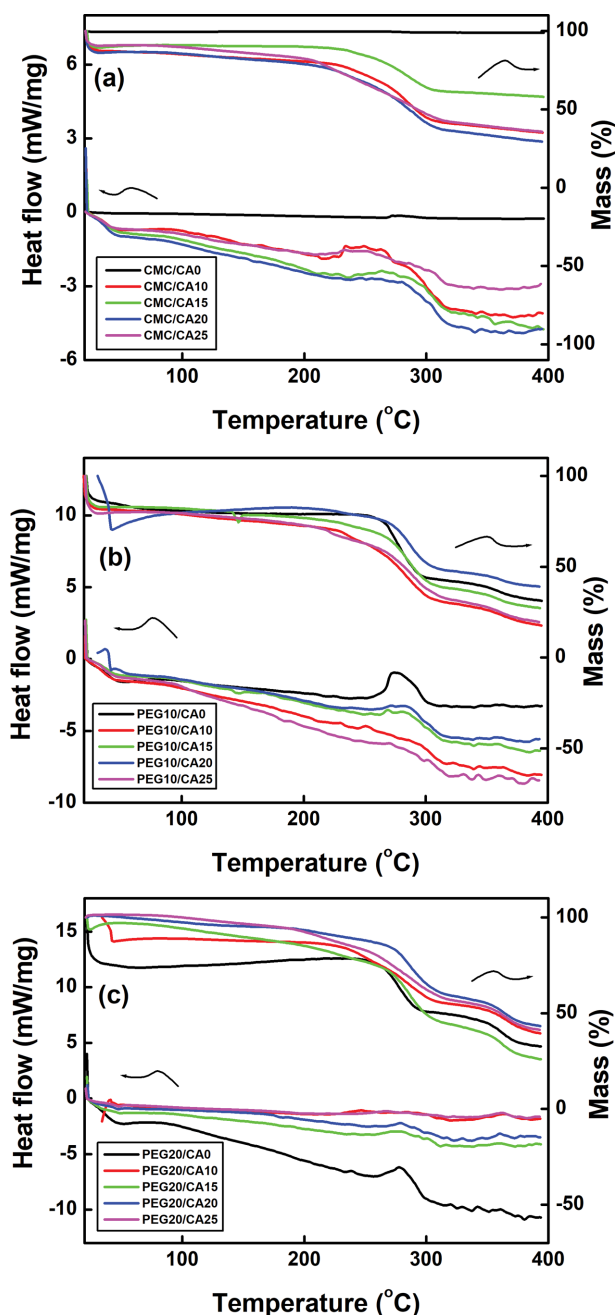 (a)
Heat flow (mW/mg)
6
3
0
-3
-6
Mass (%)
100
50
0
-50
-100
CMC/CA0
CMC/CA10
CMC/CA15
CMC/CA20
CMC/CA25
100
200
300
400
Temperature (°C)
(b)
Heat flow (mW/mg)
10
5
0
-5
-10
Mass (%)
100
50
0
-50
PEG10/CA0
PEG10/CA10
PEG10/CA15
PEG10/CA20
PEG10/CA25
100
200
300
400
Temperature (°C)
(c)
Heat flow (mW/mg)
15
10
5
0
-5
-10
Mass (%)
100
50
0
-50
PEG20/CA0
PEG20/CA10
PEG20/CA15
PEG20/CA20
PEG20/CA25
100
200
300
400
Temperature (°C)